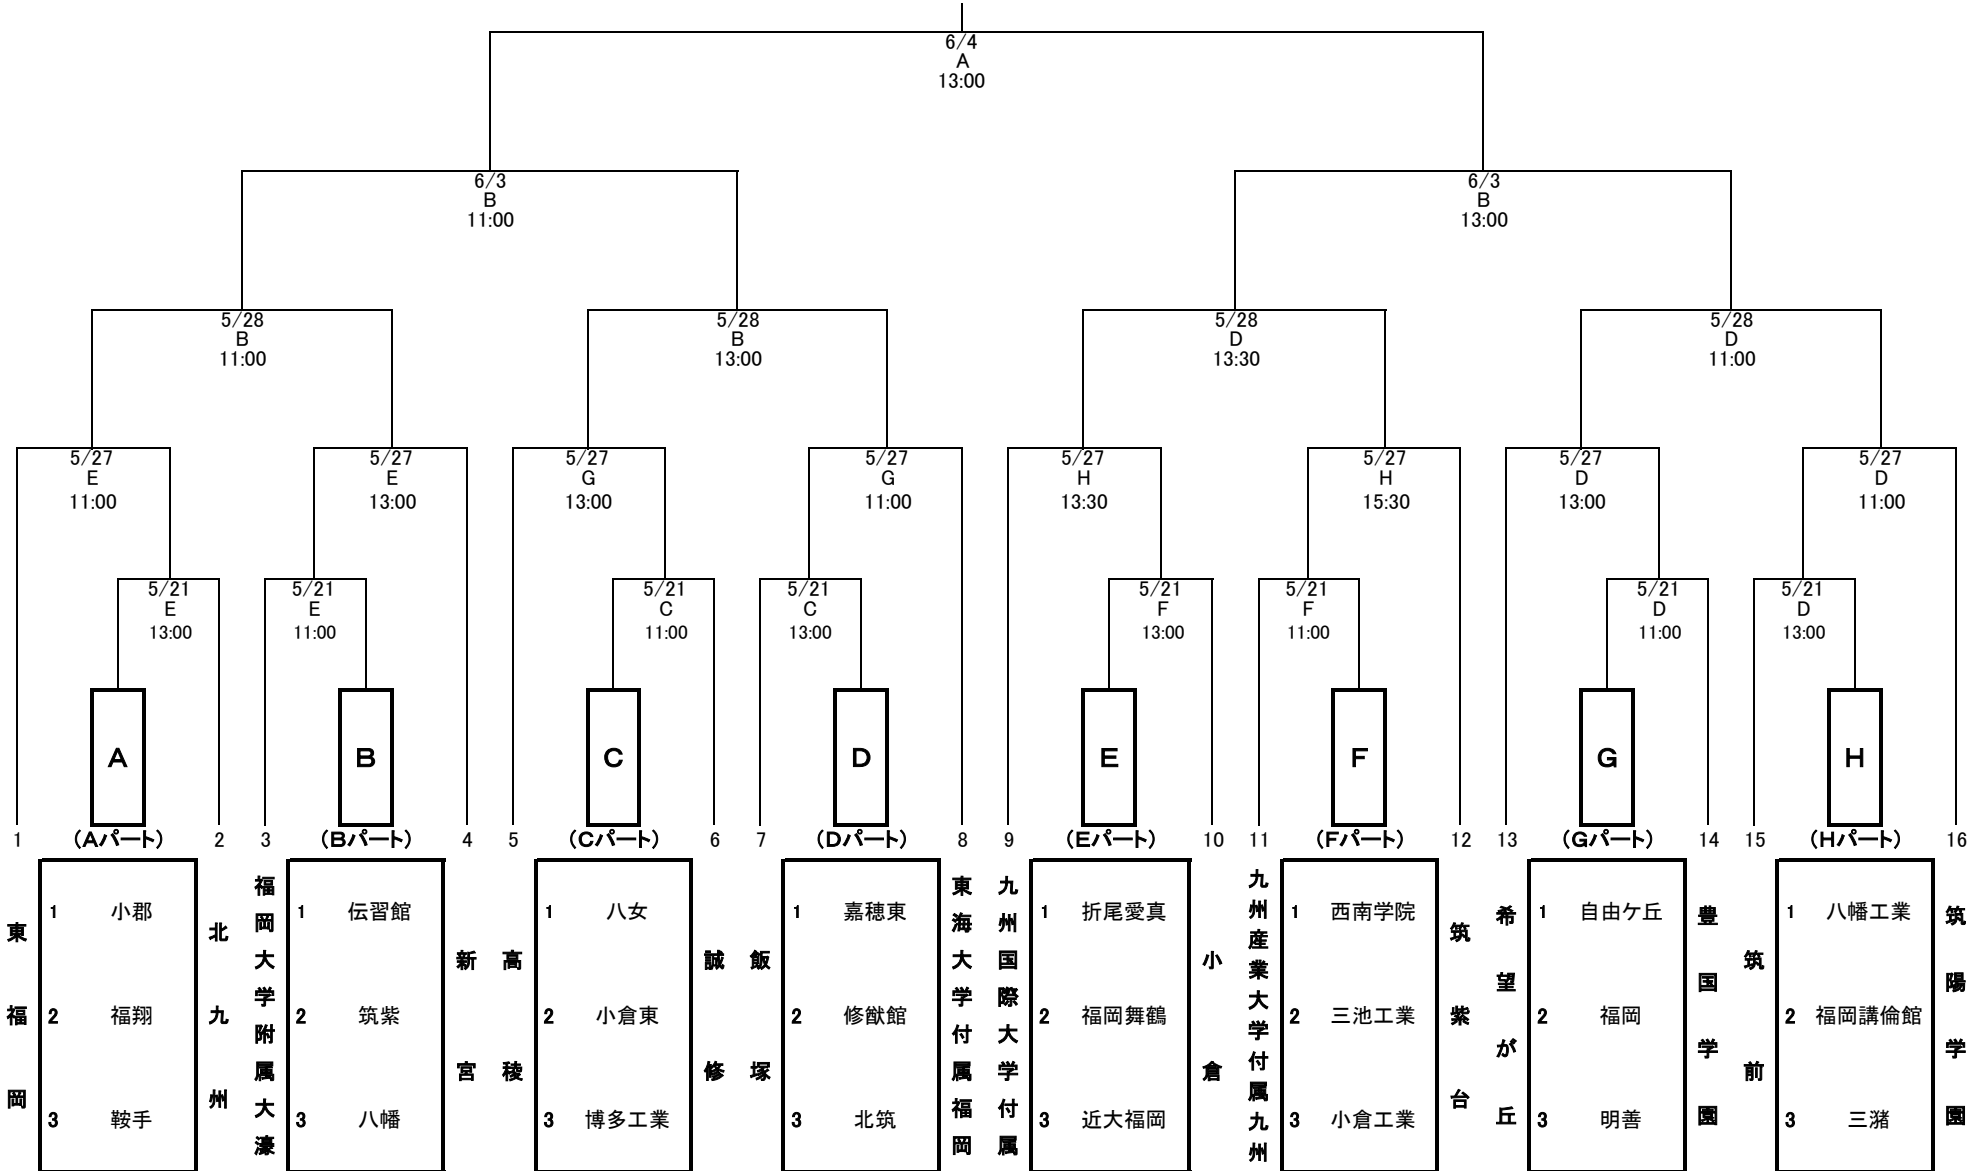 6/4
A
13:00
6/3
B
11:00
6/3
B
13:00
5/28
B
11:00
5/28
B
13:00
5/28
D
13:30
5/28
D
11:00
5/27
E
11:00
5/27
E
13:00
5/27
G
13:00
5/27
G
11:00
5/27
H
13:30
5/27
H
15:30
5/27
D
13:00
5/27
D
11:00
5/21
E
13:00
5/21
E
11:00
5/21
C
11:00
5/21
C
13:00
5/21
F
13:00
5/21
F
11:00
5/21
D
11:00
5/21
D
13:00
A
B
C
D
E
F
G
H
1
(Aパート)
2
3
(Bパート)
4
5
(Cパート)
6
7
(Dパート)
8
9
(Eパート)
10
11
(Fパート)
12
13
(Gパート)
14
15
(Hパート)
16
東福岡
1 小郡
2 福翔
3 鞍手
北九州
福岡大学附属大濠
1 伝習館
2 筑紫
3 八幡
新宮
高稜
1 八女
2 小倉東
3 博多工業
誠修
飯塚
1 嘉穂東
2 修猷館
3 北筑
東海大学付属福岡
九州国際大学付属
1 折尾愛真
2 福岡舞鶴
3 近大福岡
小倉
九州産業大学付属九州
1 西南学院
2 三池工業
3 小倉工業
筑紫台
希望が丘
1 自由ケ丘
2 福岡
3 明善
豊国学園
筑前
1 八幡工業
2 福岡講倫館
3 三潴
筑陽学園